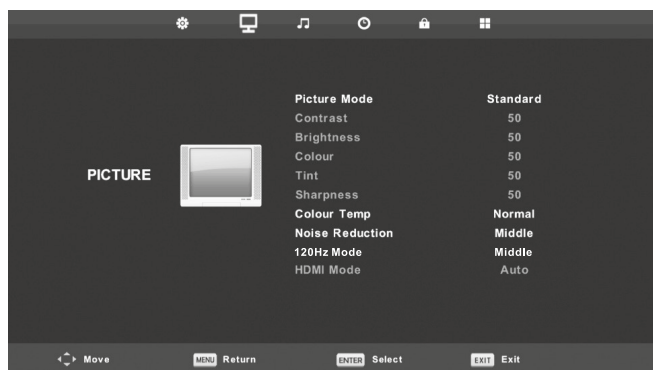 PICTURE
Picture Mode Standard
Contrast 50
Brightness 50
Colour 50
Tint 50
Sharpness 50
Colour Temp Normal
Noise Reduction Middle
120Hz Mode Middle
HDMI Mode Auto
Move MENU Return ENTER Select EXIT Exit